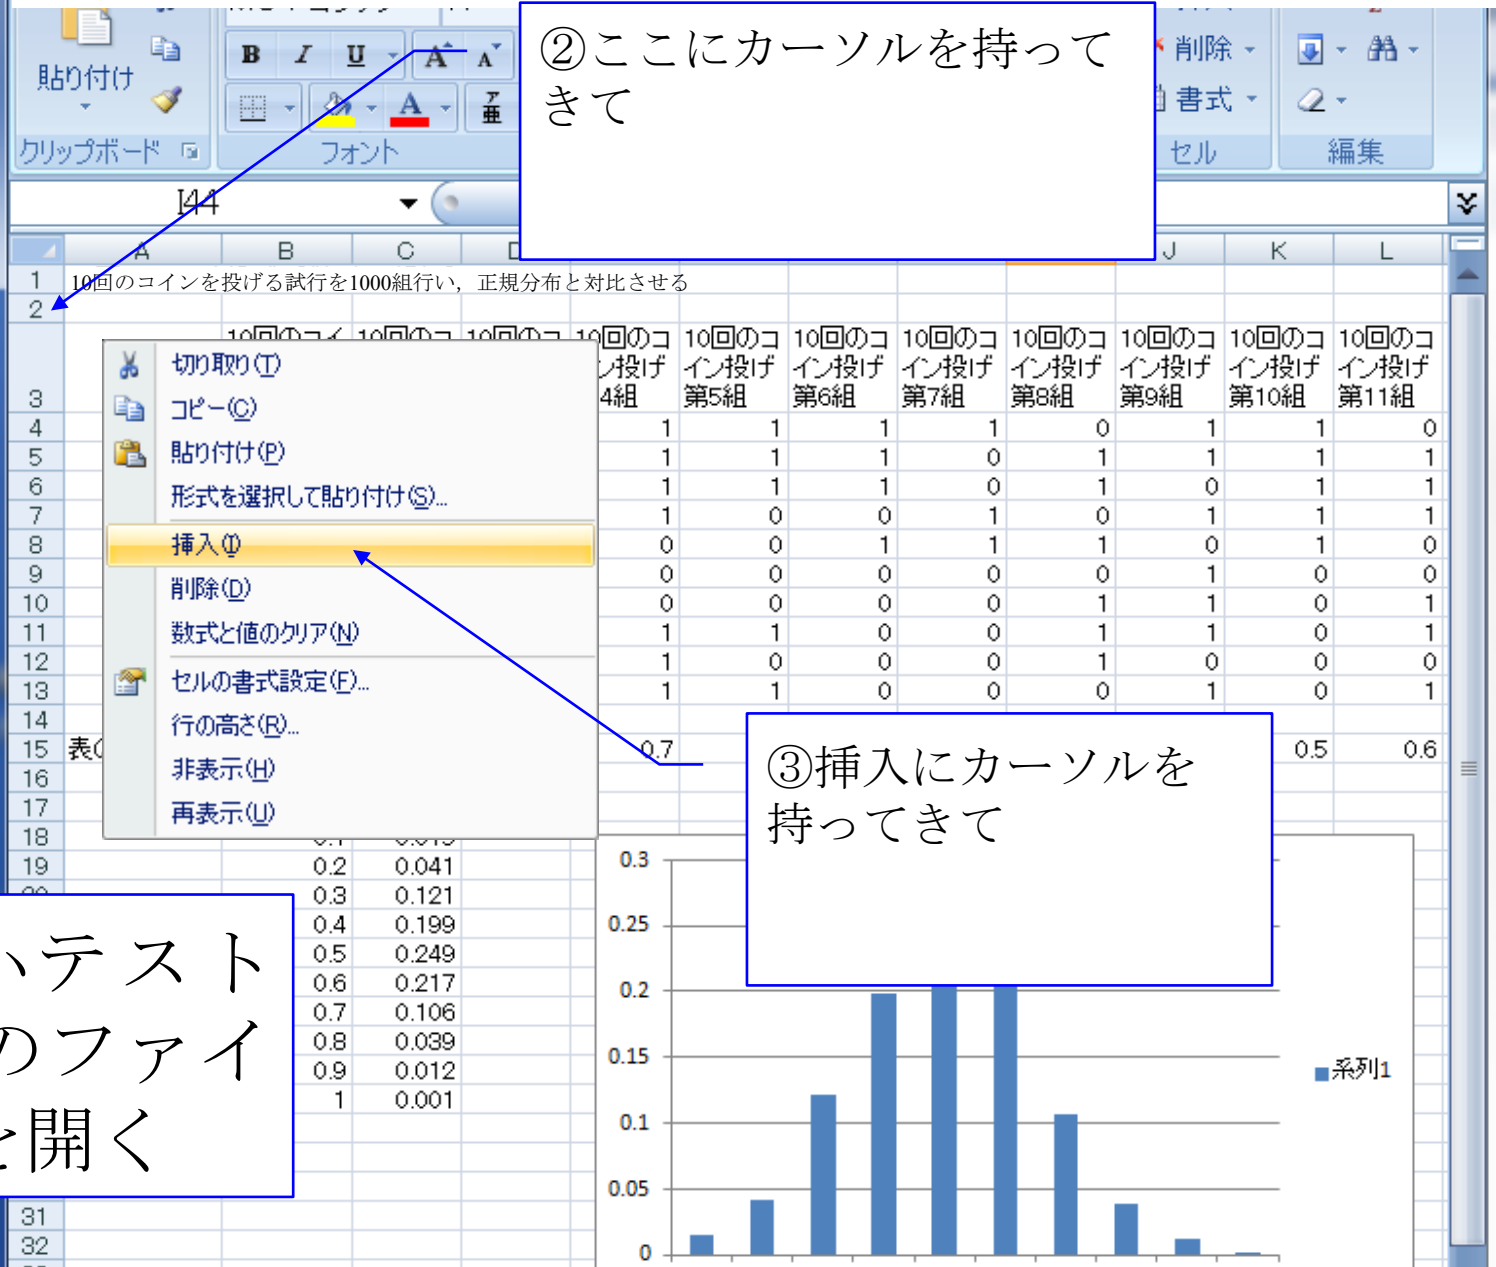 ②ここにカーソルを持って
きて
貼り付け
B I U A A
A ア亜
削除
書式
クリップボード フォント セル 編集
I44
A B C J K L
1 10回のコインを投げる試行を1000組行い，正規分布と対比させる
2
10回のコイ 10回のコ 10回のコ 10回のコ 10回のコ 10回のコ 10回のコ 10回のコ 10回のコ 10回のコ 10回のコ
ン投げ イン投げ イン投げ イン投げ イン投げ イン投げ イン投げ イン投げ
3 4組 第5組 第6組 第7組 第8組 第9組 第10組 第11組
4 1 1 1 1 0 1 1 0
5 1 1 1 0 1 1 1 1
6 1 1 1 0 1 0 1 1
7 1 0 0 1 0 1 1 1
8 0 0 1 1 1 0 1 0
9 0 0 0 0 0 1 0 0
10 0 0 0 0 1 1 0 1
11 1 1 0 0 1 1 0 1
12 1 0 0 0 1 0 0 0
13 1 1 0 0 0 1 0 1
14
15 表の 0.7 0.5 0.6
16
17
18
19 0.2 0.041
0.3 0.121
0.4 0.199
0.5 0.249
0.6 0.217
0.7 0.106
0.8 0.039
0.9 0.012
1 0.001
31
32
切り取り(T)
コピー(C)
貼り付け(P)
形式を選択して貼り付け(S)...
挿入(I)
削除(D)
数式と値のクリア(N)
セルの書式設定(F)...
行の高さ(R)...
非表示(H)
再表示(U)
③挿入にカーソルを
持ってきて
いテスト
のファイ
を開く
0.3
0.25
0.2
0.15
0.1
0.05
0
系列1